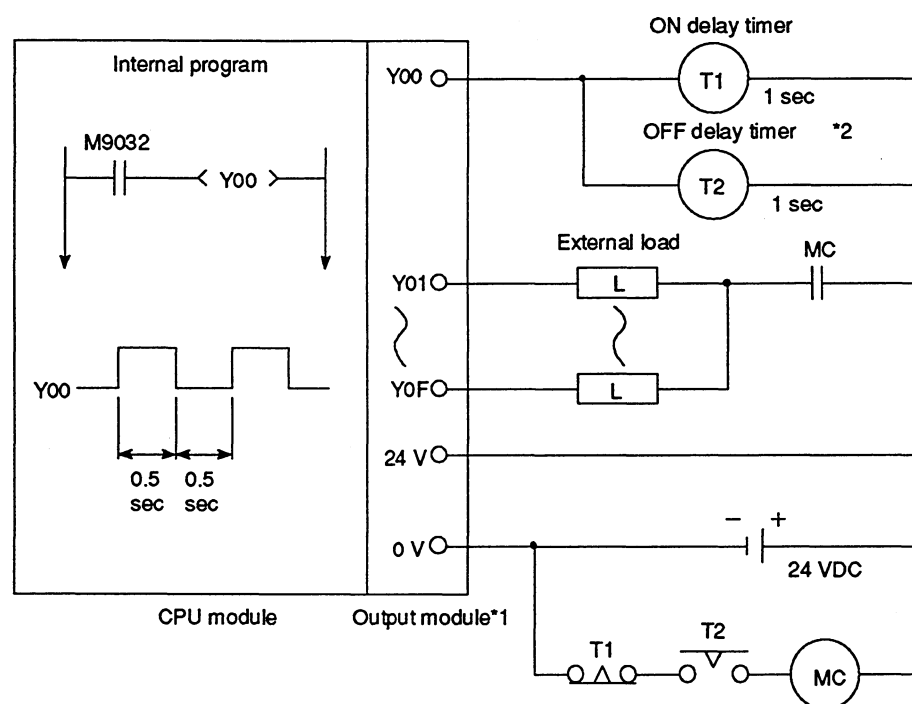 ON delay timer
Internal program
Y00
T1
1 sec
M9032
OFF delay timer *2
Y00
T2
1 sec
External load
MC
Y01
L
Y00
Y0F
L
24 V
0.5 sec
0.5 sec
0 V
− +
24 VDC
CPU module
Output module*1
T1
T2
MC